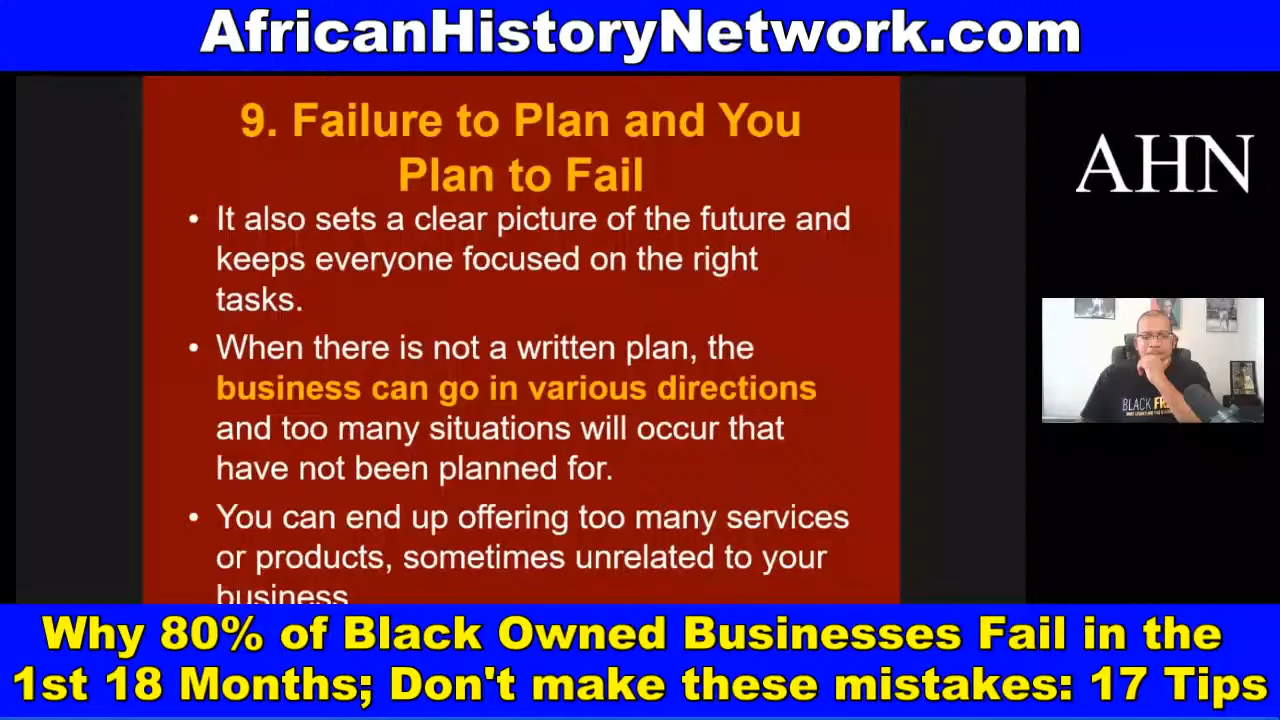 AfricanHistoryNetwork.com
9. Failure to Plan and You
Plan to Fail
• It also sets a clear picture of the future and
keeps everyone focused on the right
tasks.
• When there is not a written plan, the
business can go in various directions
and too many situations will occur that
have not been planned for.
• You can end up offering too many services
or products, sometimes unrelated to your
business
AHN
BLACK
Why 80% of Black Owned Businesses Fail in the
1st 18 Months; Don't make these mistakes: 17 Tips